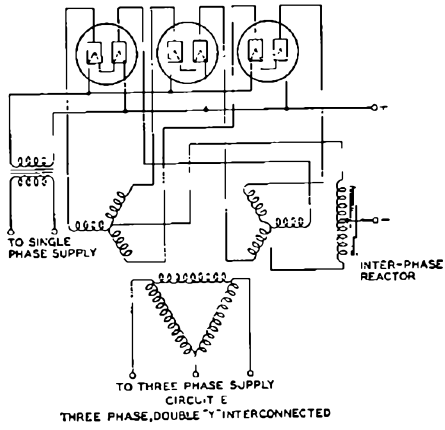 +
TO SINGLE
PHASE SUPPLY
−
INTER-PHASE
REACTOR
TO THREE PHASE SUPPLY
CIRCUIT E
THREE PHASE, DOUBLE "Y" INTERCONNECTED